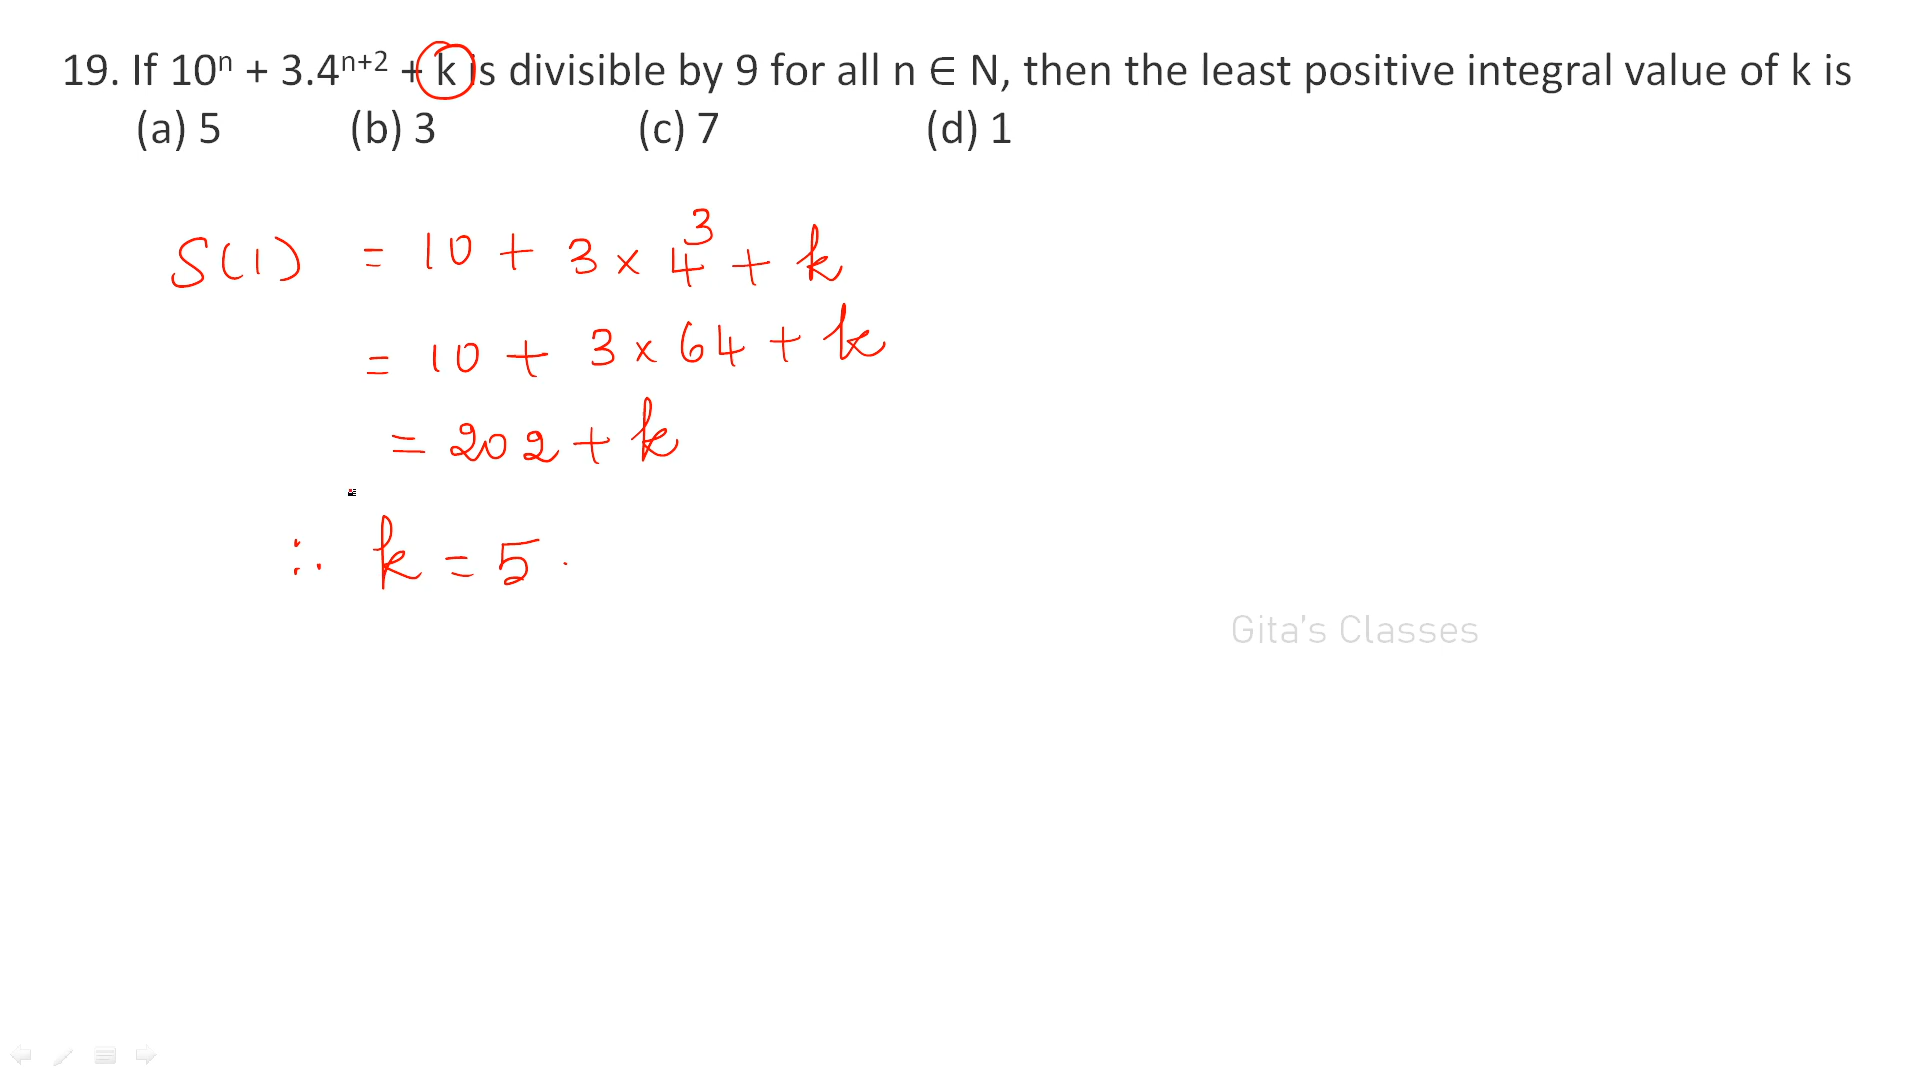 19. If 10ⁿ + 3.4ⁿ⁺² + k is divisible by 9 for all n ∈ N, then the least positive integral value of k is
(a) 5 (b) 3 (c) 7 (d) 1
S(1) = 10 + 3 × 4³ + k
= 10 + 3 × 64 + k
= 202 + k
∴ k = 5.
Gita's Classes